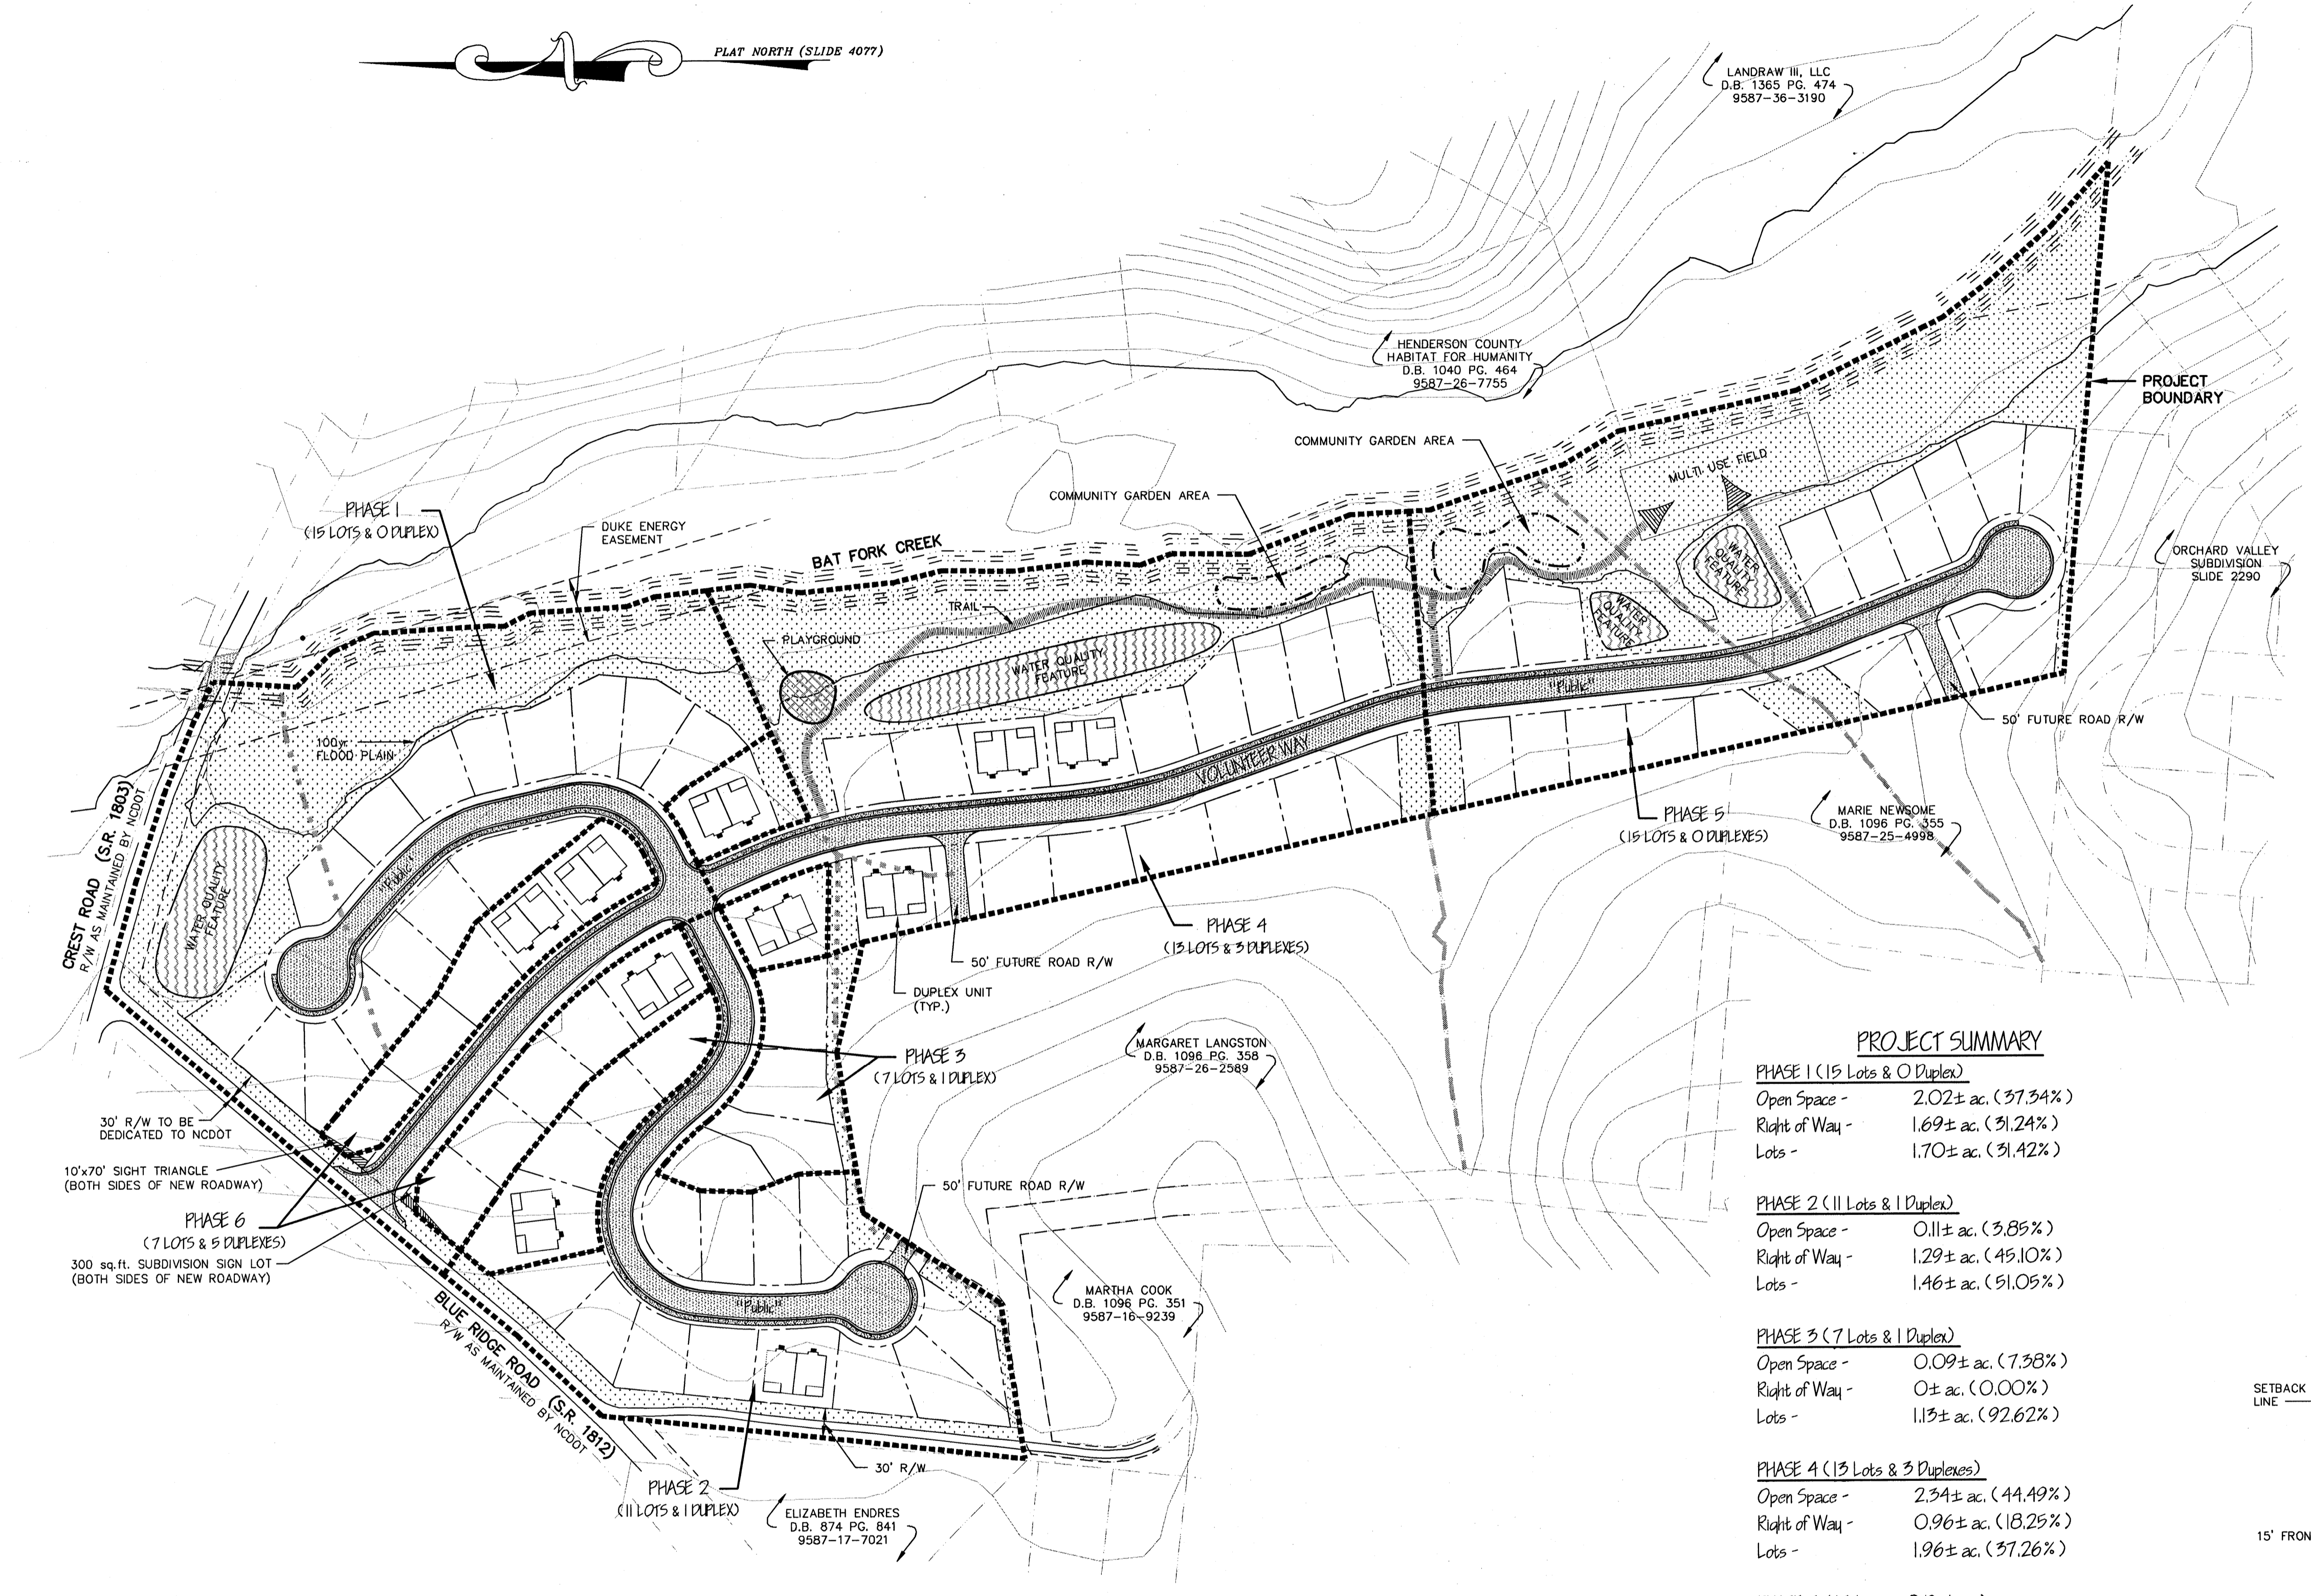 PLAT NORTH (SLIDE 4077)
LANDRAW III, LLC
D.B. 1365 PG. 474
9587-36-3190
HENDERSON COUNTY
HABITAT FOR HUMANITY
D.B. 1040 PG. 464
9587-26-7755
PROJECT
BOUNDARY
COMMUNITY GARDEN AREA
MULTI USE FIELD
COMMUNITY GARDEN AREA
PHASE 1
(15 LOTS & 0 DUPLEX)
DUKE ENERGY
EASEMENT
BAT FORK CREEK
ORCHARD VALLEY
SUBDIVISION
SLIDE 2290
WATER
QUALITY
FEATURE
WATER
QUALITY
FEATURE
TRAIL
PLAYGROUND
WATER QUALITY
FEATURE
"Public"
50' FUTURE ROAD R/W
100yr.
FLOOD PLAIN
VOLUNTEER WAY
CREST ROAD (S.R. 1803)
R/W AS MAINTAINED BY NCDOT
WATER QUALITY
FEATURE
"Public"
PHASE 5
(15 LOTS & 0 DUPLEXES)
MARIE NEWSOME
D.B. 1096 PG. 355
9587-25-4998
PHASE 4
(13 LOTS & 3 DUPLEXES)
50' FUTURE ROAD R/W
DUPLEX UNIT
(TYP.)
MARGARET LANGSTON
D.B. 1096 PG. 358
9587-26-2589
PHASE 3
(7 LOTS & 1 DUPLEX)
30' R/W TO BE
DEDICATED TO NCDOT
10'x70' SIGHT TRIANGLE
(BOTH SIDES OF NEW ROADWAY)
PHASE 6
(7 LOTS & 5 DUPLEXES)
300 sq.ft. SUBDIVISION SIGN LOT
(BOTH SIDES OF NEW ROADWAY)
50' FUTURE ROAD R/W
"Public"
MARTHA COOK
D.B. 1096 PG. 351
9587-16-9239
BLUE RIDGE ROAD (S.R. 1812)
R/W AS MAINTAINED BY NCDOT
30' R/W
PHASE 2
(11 LOTS & 1 DUPLEX)
ELIZABETH ENDRES
D.B. 874 PG. 841
9587-17-7021
PROJECT SUMMARY
PHASE 1 (15 Lots & 0 Duplex)
Open Space - 2.02± ac. (37.34%)
Right of Way - 1.69± ac. (31.24%)
Lots - 1.70± ac. (31.42%)
PHASE 2 (11 Lots & 1 Duplex)
Open Space - 0.11± ac. (3.85%)
Right of Way - 1.29± ac. (45.10%)
Lots - 1.46± ac. (51.05%)
PHASE 3 (7 Lots & 1 Duplex)
Open Space - 0.09± ac. (7.38%)
Right of Way - 0± ac. (0.00%)
Lots - 1.13± ac. (92.62%)
PHASE 4 (13 Lots & 3 Duplexes)
Open Space - 2.34± ac. (44.49%)
Right of Way - 0.96± ac. (18.25%)
Lots - 1.96± ac. (37.26%)
SETBACK
LINE
15' FRON